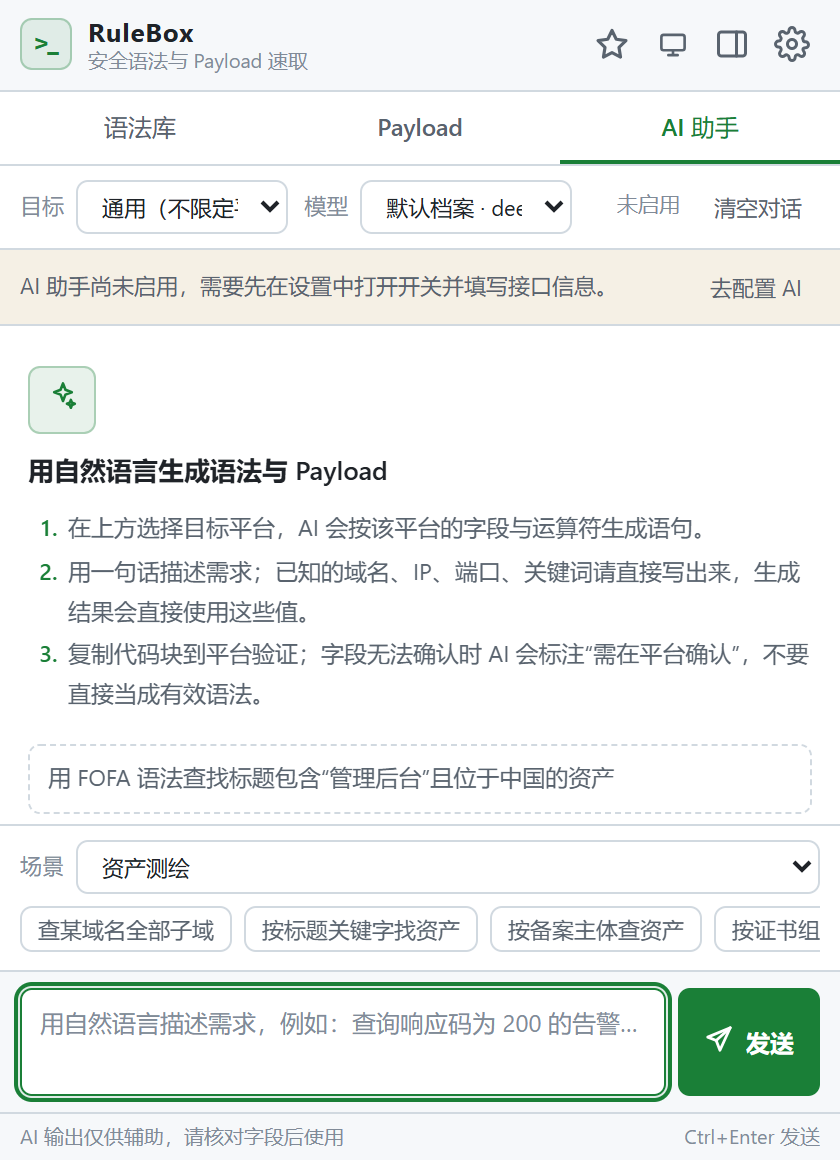 >_
RuleBox
安全语法与 Payload 速取
语法库 Payload AI 助手
目标 通用（不限定 模型 默认档案 · dee 未启用 清空对话
AI 助手尚未启用，需要先在设置中打开开关并填写接口信息。 去配置 AI
用自然语言生成语法与 Payload
1. 在上方选择目标平台，AI 会按该平台的字段与运算符生成语句。
2. 用一句话描述需求；已知的域名、IP、端口、关键词请直接写出来，生成
结果会直接使用这些值。
3. 复制代码块到平台验证；字段无法确认时 AI 会标注“需在平台确认”，不要
直接当成有效语法。
用 FOFA 语法查找标题包含“管理后台”且位于中国的资产
场景 资产测绘
查某域名全部子域 按标题关键字找资产 按备案主体查资产 按证书组
用自然语言描述需求，例如：查询响应码为 200 的告警...
发送
AI 输出仅供辅助，请核对字段后使用 Ctrl+Enter 发送